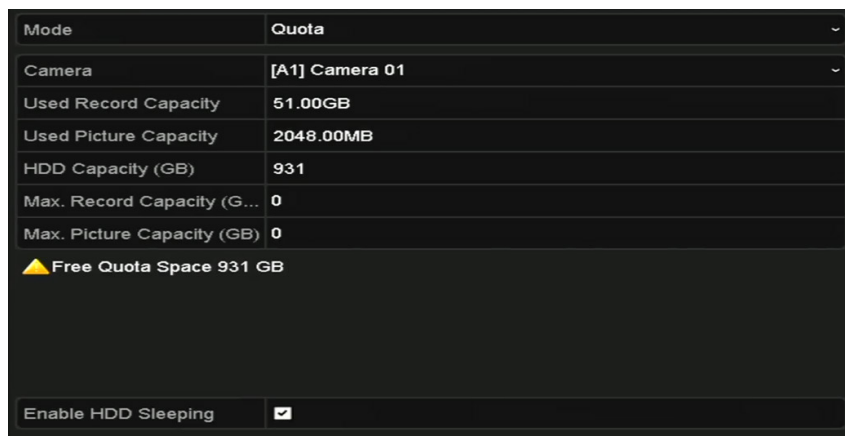 Mode Quota
Camera [A1] Camera 01
Used Record Capacity 51.00GB
Used Picture Capacity 2048.00MB
HDD Capacity (GB) 931
Max. Record Capacity (G... 0
Max. Picture Capacity (GB) 0
Free Quota Space 931 GB
Enable HDD Sleeping